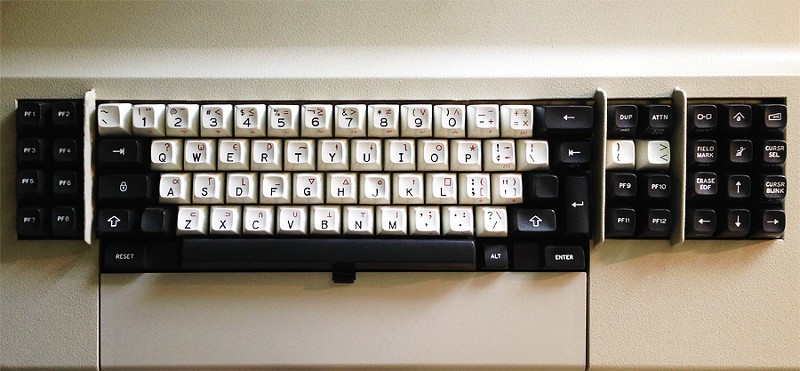 PF1 PF2 1 2 3 4 5 6 7 8 9 0 DUP ATTN
PF3 PF4 Q W E R T Y U I O P FIELD MARK CURSR SEL
PF5 PF6 A S D F G H J K L PF9 PF10 ERASE EOF CURSR BLINK
PF7 PF8 Z X C V B N M PF11 PF12
RESET ALT ENTER